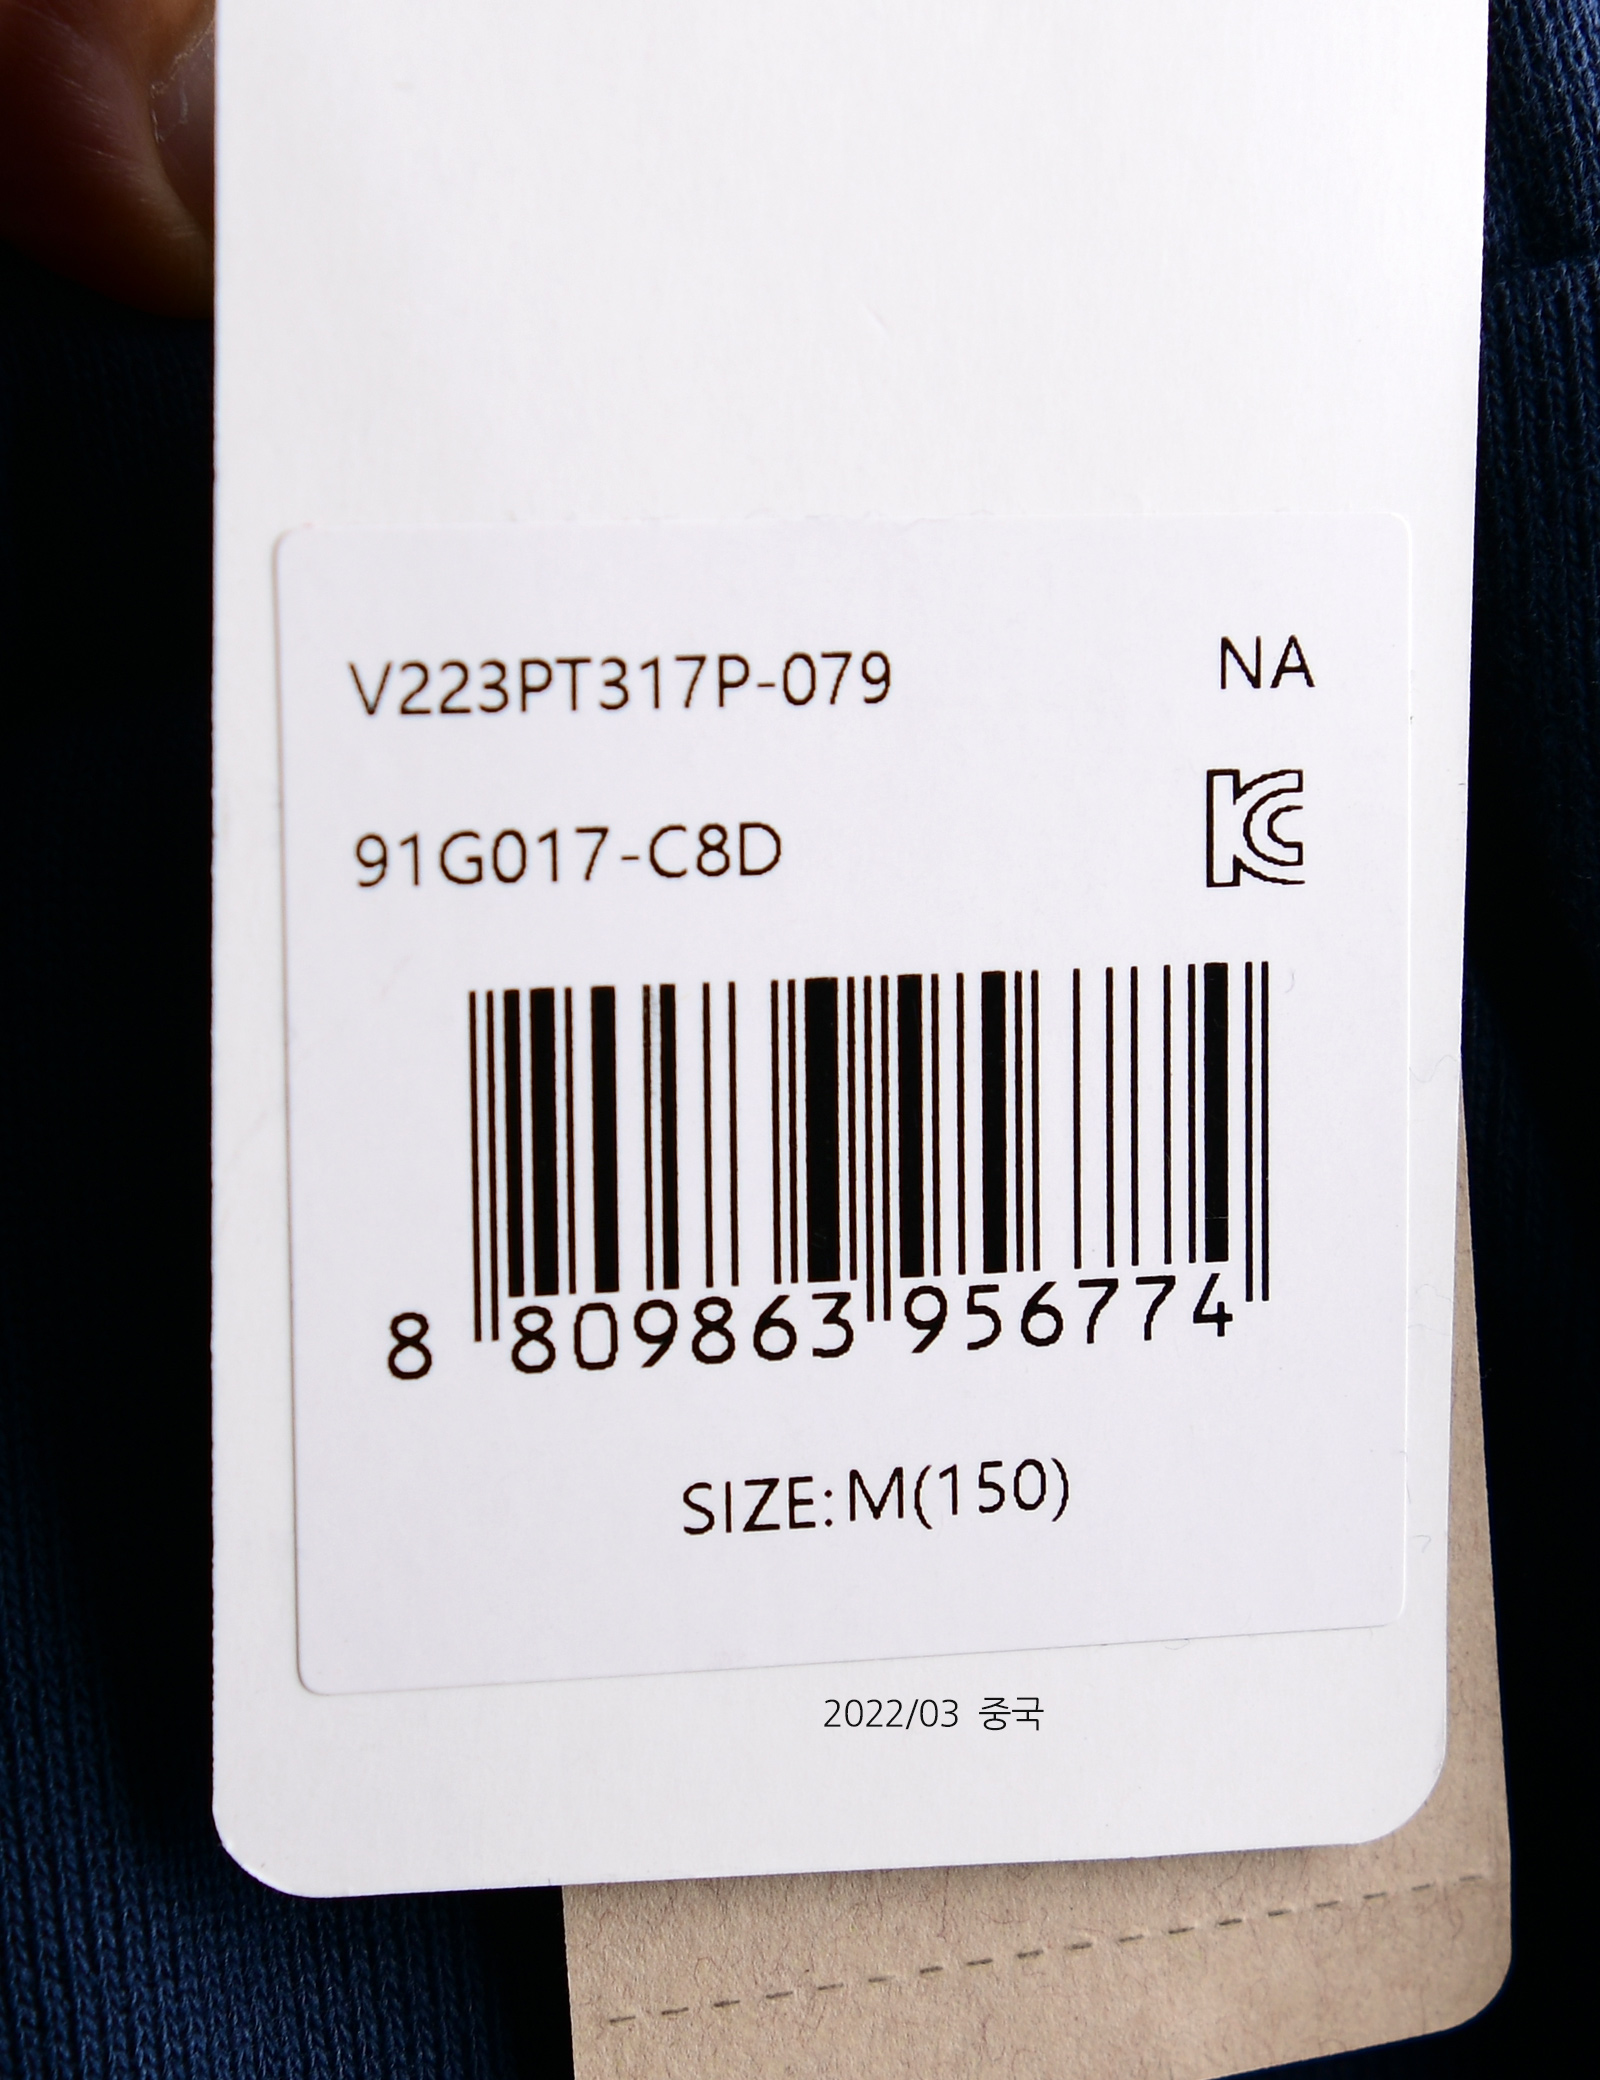 V223PT317P-079 NA
91G017-C8D
8 809863 956774
SIZE:M(150)
2022/03 중국